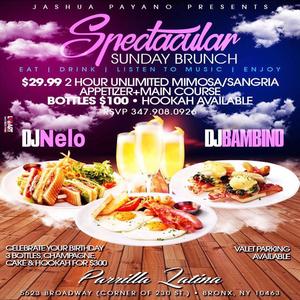 JASHUA PAYANO PRESENTS
Spectacular
SUNDAY BRUNCH
EAT | DRINK | LISTEN TO MUSIC | ENJOY
$29.99 2 HOUR UNLIMITED MIMOSA/SANGRIA
APPETIZER+MAIN COURSE
BOTTLES $100 • HOOKAH AVAILABLE
RSVP 347.908.0926
DJ Nelo
DJ BAMBINO
CELEBRATE YOUR BIRTHDAY
3 BOTTLES, CHAMPAGNE,
CAKE & HOOKAH FOR $300
VALET PARKING
AVAILABLE
Parrilla Latina
5523 BROADWAY (CORNER OF 230 ST.) • BRONX, NY 10463